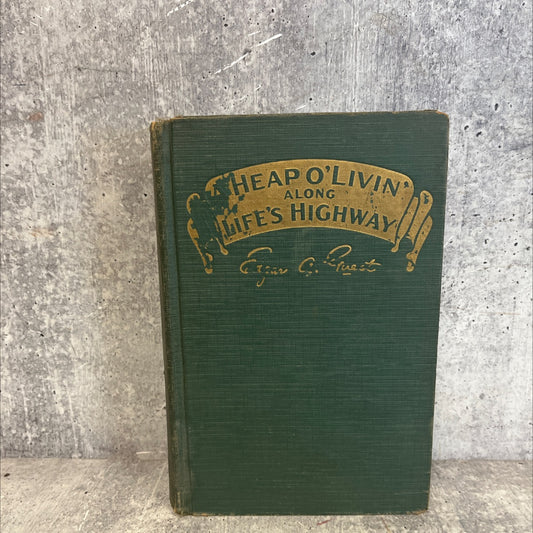 HEAP O' LIVIN'
ALONG
LIFE'S HIGHWAY
Edgar A. Guest